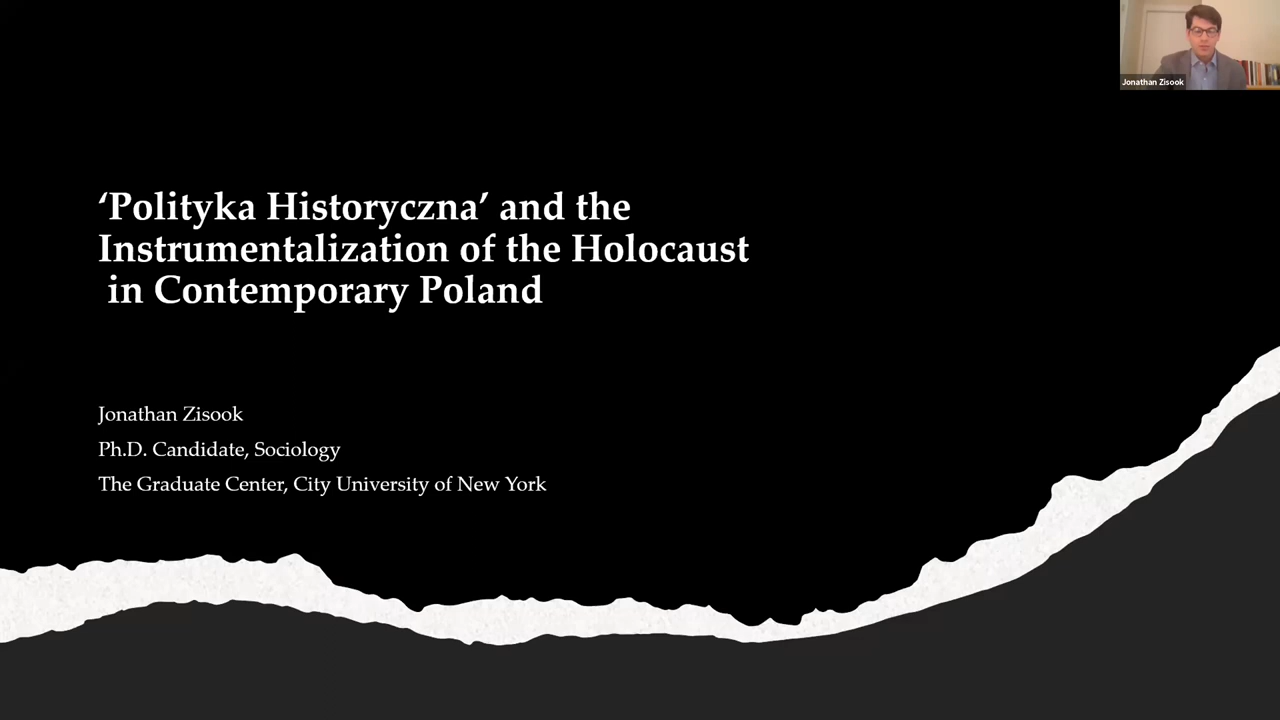 ‘Polityka Historyczna’ and the
Instrumentalization of the Holocaust
in Contemporary Poland
Jonathan Zisook
Ph.D. Candidate, Sociology
The Graduate Center, City University of New York
Jonathan Zisook